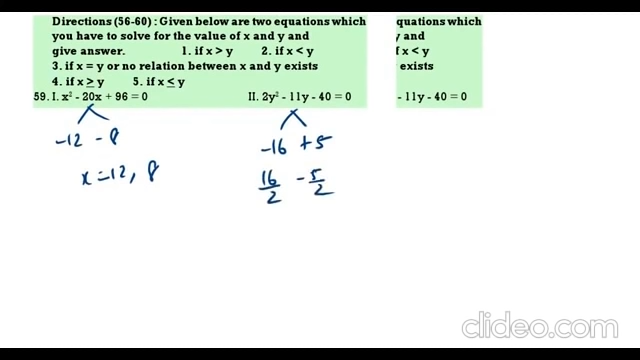 Directions (56-60) : Given below are two equations which
you have to solve for the value of x and y and
give answer. 1. if x > y 2. if x < y
3. if x = y or no relation between x and y exists
4. if x ≥ y 5. if x ≤ y
59. I. x² - 20x + 96 = 0 II. 2y² - 11y - 40 = 0
quations which
y and
f x < y
exists
- 11y - 40 = 0
-12 -8 -16 +5
x = 12, 8 16/2 -5/2
clideo.com